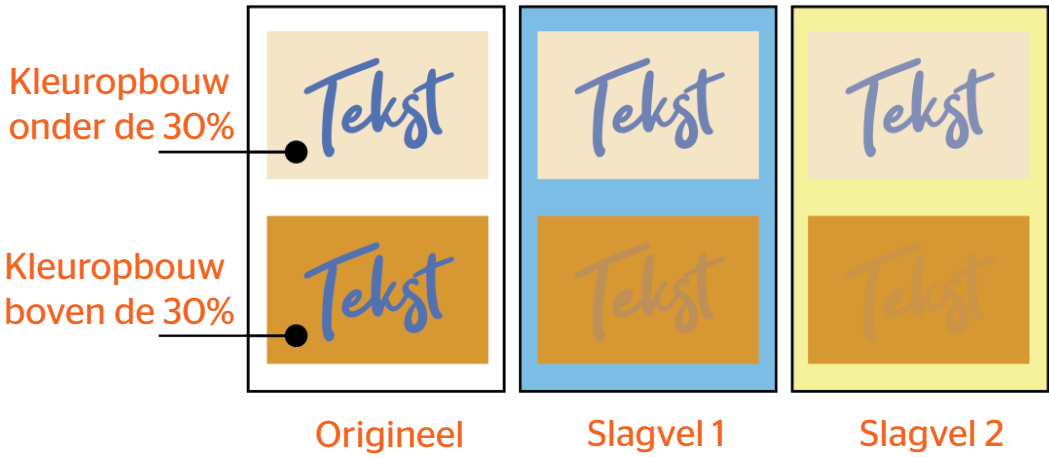 Kleuropbouw
onder de 30%
Tekst
Tekst
Tekst
Kleuropbouw
boven de 30%
Tekst
Tekst
Tekst
Origineel
Slagvel 1
Slagvel 2